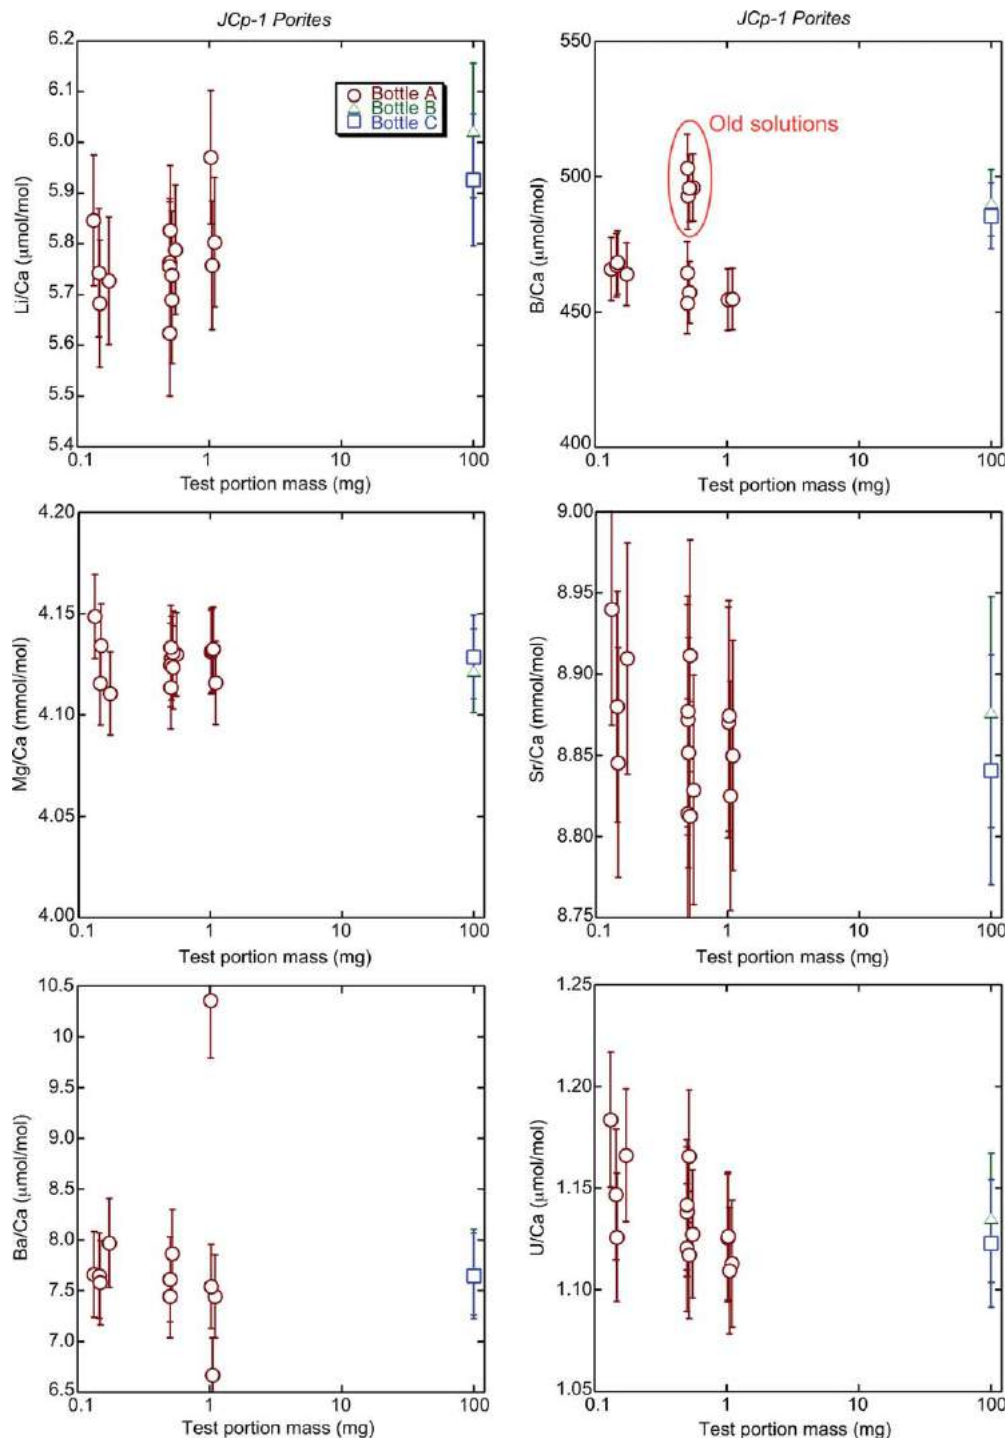 JCp-1 Porites
6.2
6.1
6.0
5.9
5.8
5.7
5.6
5.5
5.4
Li/Ca (μmol/mol)
Bottle A
Bottle B
Bottle C
0.1 1 10 100
Test portion mass (mg)
JCp-1 Porites
550
500
450
400
B/Ca (μmol/mol)
Old solutions
0.1 1 10 100
Test portion mass (mg)
4.20
4.15
4.10
4.05
4.00
Mg/Ca (mmol/mol)
0.1 1 10 100
Test portion mass (mg)
9.00
8.95
8.90
8.85
8.80
8.75
Sr/Ca (mmol/mol)
0.1 1 10 100
Test portion mass (mg)
10.5
10
9.5
9.0
8.5
8.0
7.5
7.0
6.5
Ba/Ca (μmol/mol)
0.1 1 10 100
Test portion mass (mg)
1.25
1.20
1.15
1.10
1.05
U/Ca (μmol/mol)
0.1 1 10 100
Test portion mass (mg)